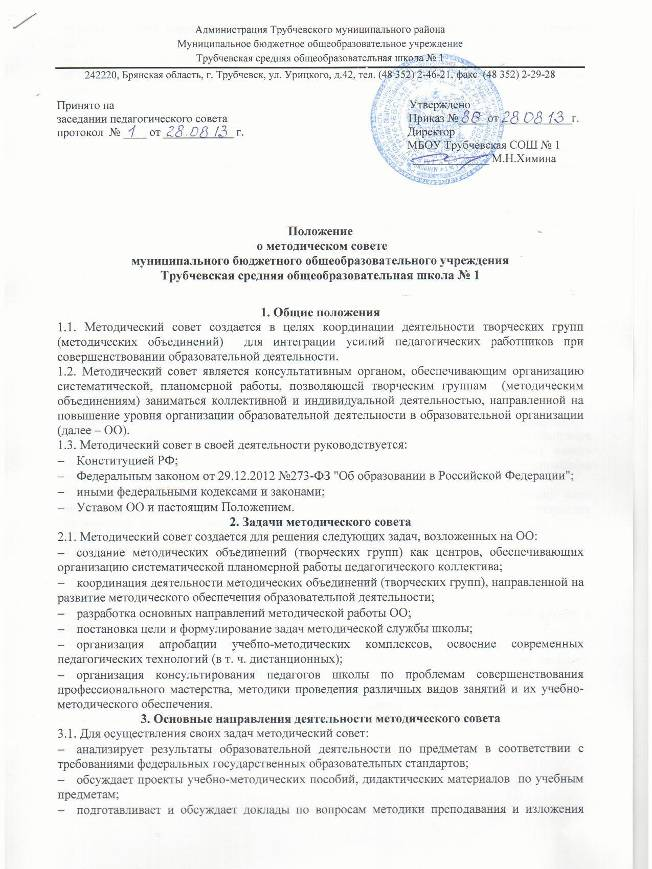 Администрация Трубчевского муниципального района
Муниципальное бюджетное общеобразовательное учреждение
Трубчевская средняя общеобразовательная школа № 1
242220, Брянская область, г. Трубчевск, ул. Урицкого, д.42, тел. (48 352) 2-46-21, факс (48 352) 2-29-28
Принято на
заседании педагогического совета
протокол № 1 от 28.08.13 г.
Утверждено
Приказ № 88 от 28.08.13 г.
Директор
МБОУ Трубчевская СОШ № 1
М.Н.Химина
Положение
о методическом совете
муниципального бюджетного общеобразовательного учреждения
Трубчевская средняя общеобразовательная школа № 1
1. Общие положения
1.1. Методический совет создается в целях координации деятельности творческих групп
(методических объединений) для интеграции усилий педагогических работников при
совершенствовании образовательной деятельности.
1.2. Методический совет является консультативным органом, обеспечивающим организацию
систематической, планомерной работы, позволяющей творческим группам (методическим
объединениям) заниматься коллективной и индивидуальной деятельностью, направленной на
повышение уровня организации образовательной деятельности в образовательной организации
(далее – ОО).
1.3. Методический совет в своей деятельности руководствуется:
– Конституцией РФ;
– Федеральным законом от 29.12.2012 №273-ФЗ "Об образовании в Российской Федерации";
– иными федеральными кодексами и законами;
– Уставом ОО и настоящим Положением.
2. Задачи методического совета
2.1. Методический совет создается для решения следующих задач, возложенных на ОО:
– создание методических объединений (творческих групп) как центров, обеспечивающих
организацию систематической планомерной работы педагогического коллектива;
– координация деятельности методических объединений (творческих групп), направленной на
развитие методического обеспечения образовательной деятельности;
– разработка основных направлений методической работы ОО;
– постановка цели и формулирование задач методической службы школы;
– организация апробации учебно-методических комплексов, освоение современных
педагогических технологий (в т. ч. дистанционных);
– организация консультирования педагогов школы по проблемам совершенствования
профессионального мастерства, методики проведения различных видов занятий и их учебно-
методического обеспечения.
3. Основные направления деятельности методического совета
3.1. Для осуществления своих задач методический совет:
– анализирует результаты образовательной деятельности по предметам в соответствии с
требованиями федеральных государственных образовательных стандартов;
– обсуждает проекты учебно-методических пособий, дидактических материалов по учебным
предметам;
– подготавливает и обсуждает доклады по вопросам методики преподавания и изложения